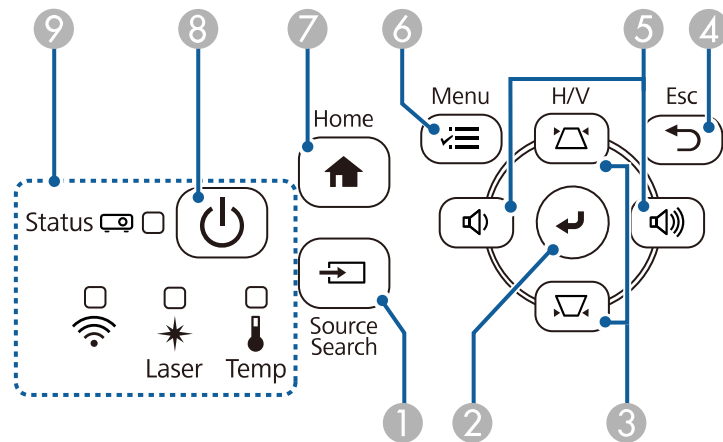 9 8 7 6 5 4
Menu H/V Esc
Home
Status
Source
Search
Laser Temp
1 2 3